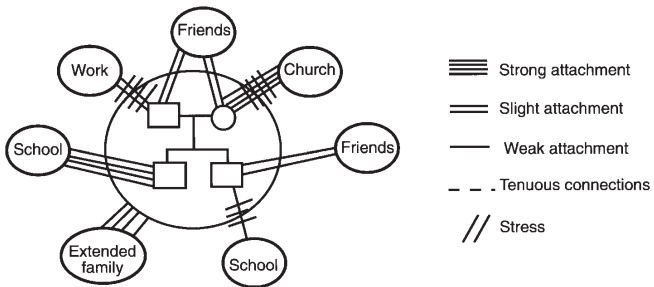 Friends
Work
Church
School
Friends
Extended
family
School
Strong attachment
Slight attachment
Weak attachment
Tenuous connections
Stress